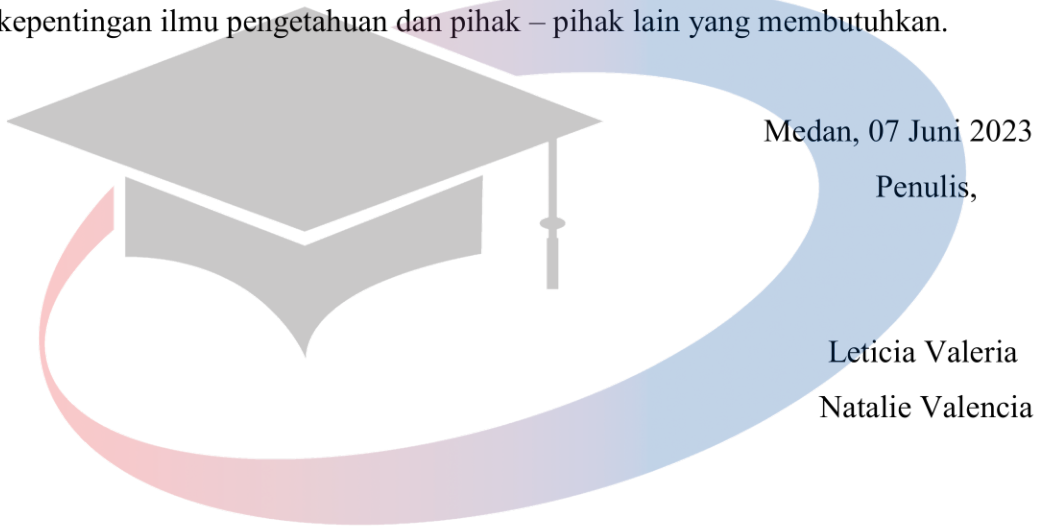 kepentingan ilmu pengetahuan dan pihak – pihak lain yang membutuhkan.
Medan, 07 Juni 2023
Penulis,
Leticia Valeria
Natalie Valencia